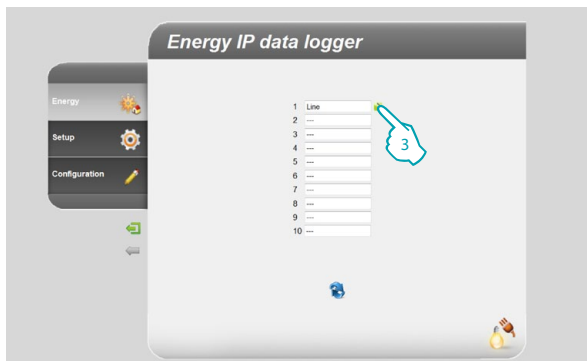 Energy IP data logger
Energy
Setup
Configuration
1 Line
2 ---
3 ---
4 ---
5 ---
6 ---
7 ---
8 ---
9 ---
10 ---
3